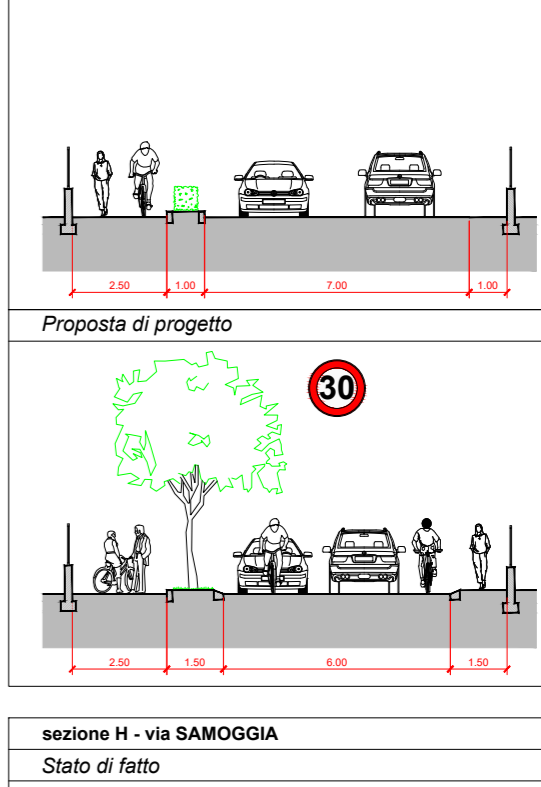 2.50 1.00 7.00 1.00
Proposta di progetto
30
2.50 1.50 6.00 1.50
sezione H - via SAMOGGIA
Stato di fatto